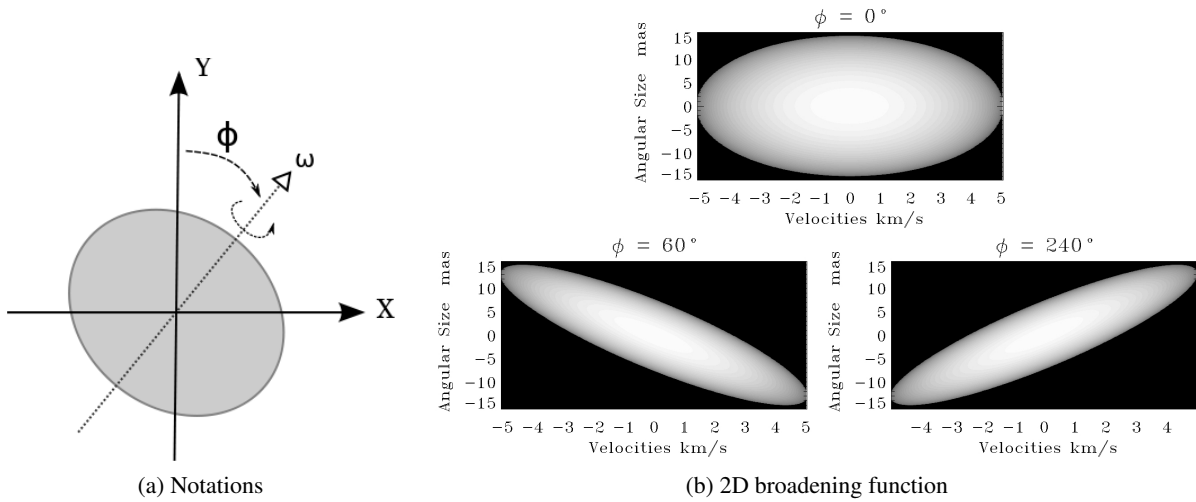 Y
ϕ
ω
X
(a) Notations
ϕ = 0°
Angular Size mas
15
10
5
0
−5
−10
−15
−5 −4 −3 −2 −1 0 1 2 3 4 5
Velocities km/s
ϕ = 60°
Angular Size mas
15
10
5
0
−5
−10
−15
−5 −4 −3 −2 −1 0 1 2 3 4 5
Velocities km/s
ϕ = 240°
Angular Size mas
15
10
5
0
−5
−10
−15
−5 −4 −3 −2 −1 0 1 2 3 4
Velocities km/s
(b) 2D broadening function